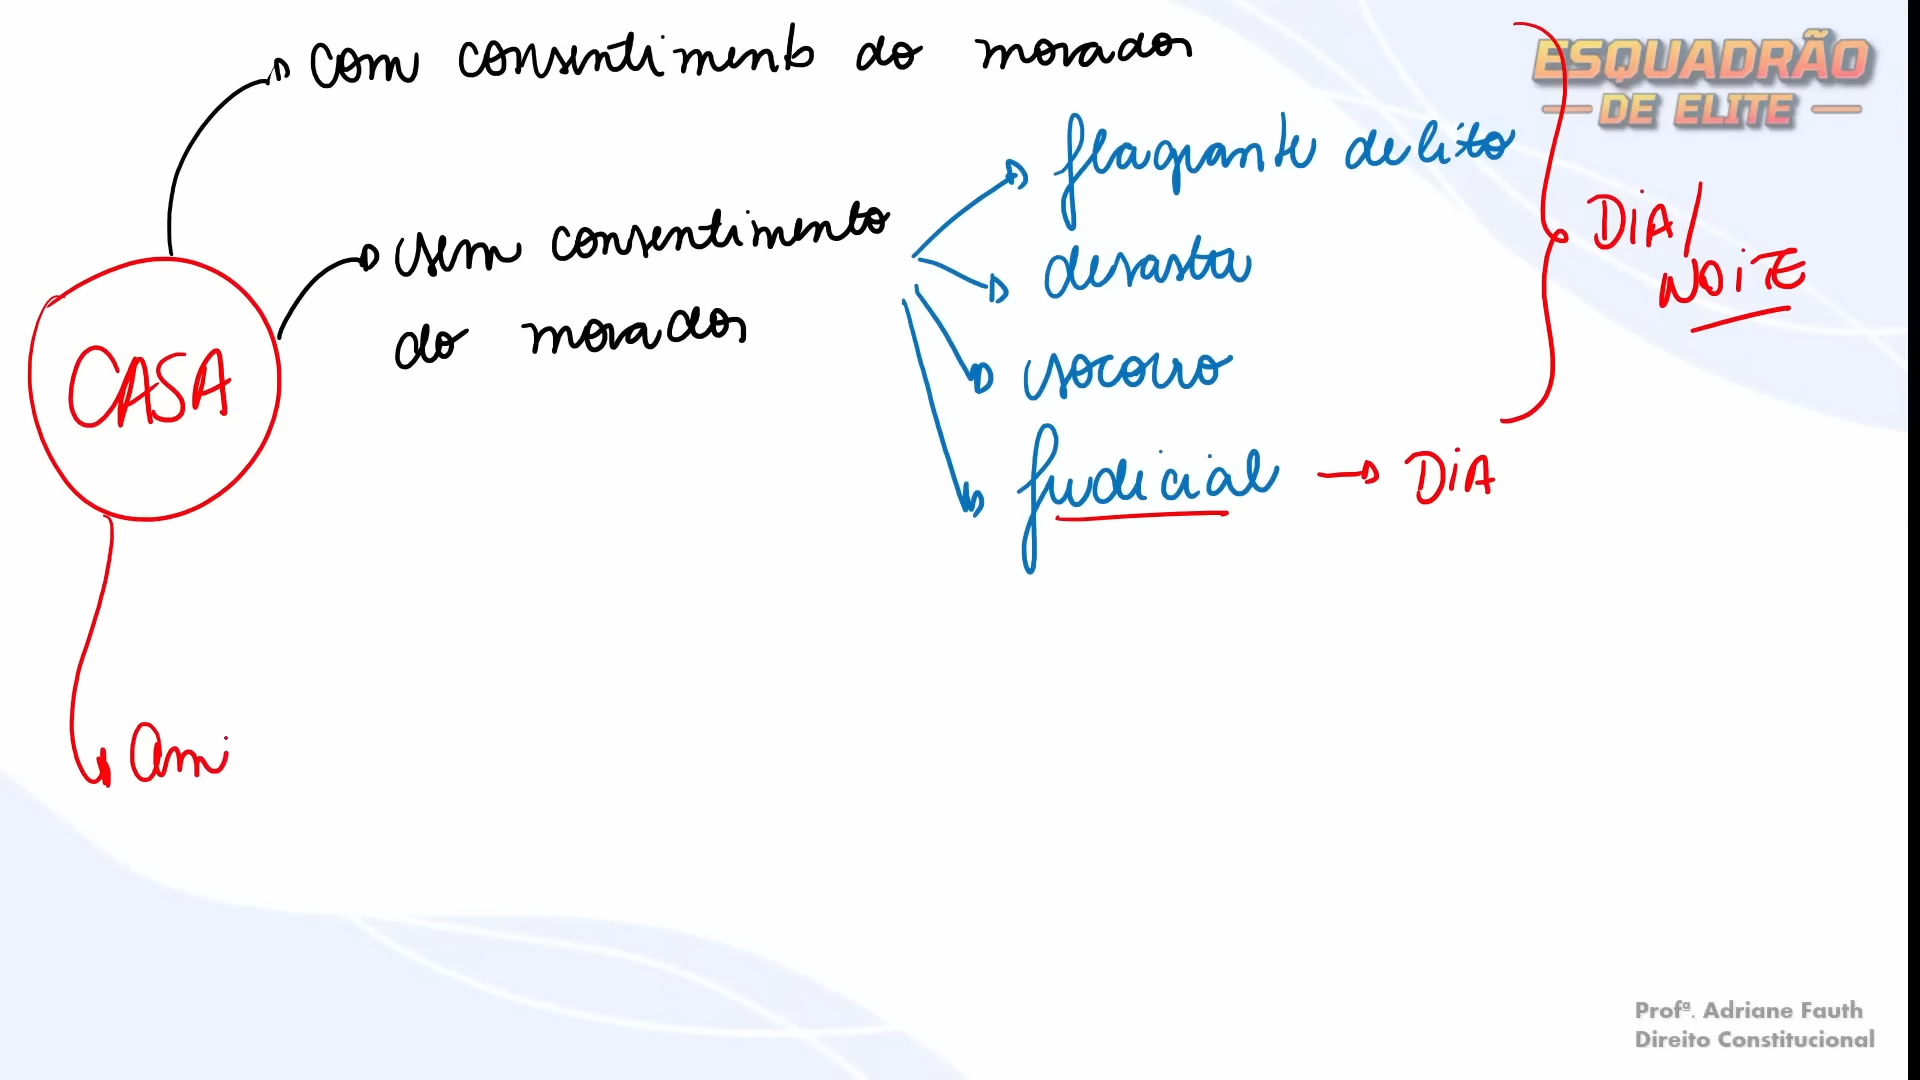 com consentimento do morador
ESQUADRÃO
DE ELITE
flagrante delito
sem consentimento
do morador
DIA/
NOITE
desastre
CASA
socorro
Judicial → DIA
Am
Profª. Adriane Fauth
Direito Constitucional